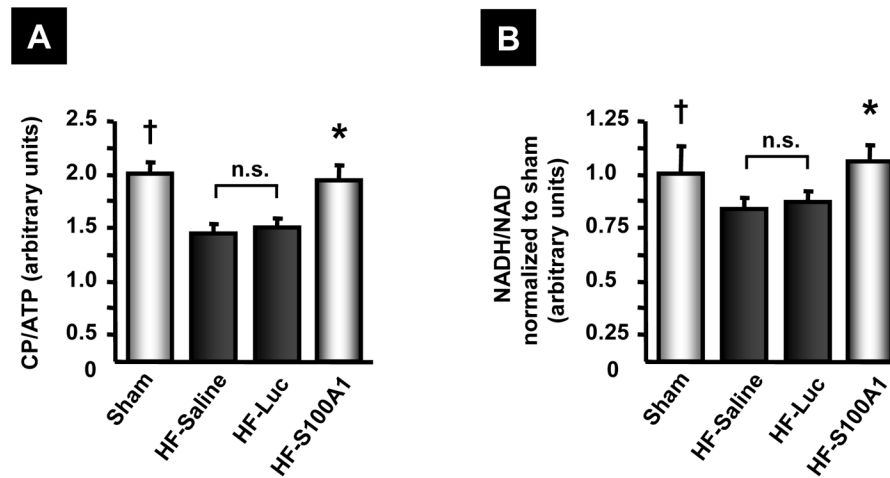 A
CP/ATP (arbitrary units)
2.5
2.0
1.5
1.0
0.5
0
†
n.s.
*
Sham
HF-Saline
HF-Luc
HF-S100A1
B
NADH/NAD
normalized to sham
(arbitrary units)
1.25
1.0
0.75
0.5
0.25
0
†
n.s.
*
Sham
HF-Saline
HF-Luc
HF-S100A1